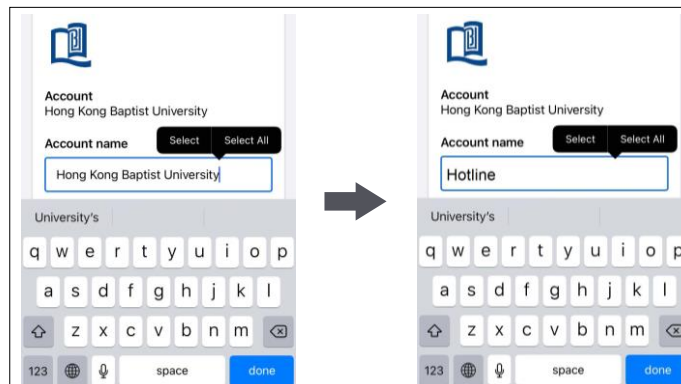 Account
Hong Kong Baptist University
Account name
Select Select All
Hong Kong Baptist University
University's
q w e r t y u i o p
a s d f g h j k l
z x c v b n m
123 space done
Account
Hong Kong Baptist University
Account name
Select Select All
Hotline
University's
q w e r t y u i o p
a s d f g h j k l
z x c v b n m
123 space done